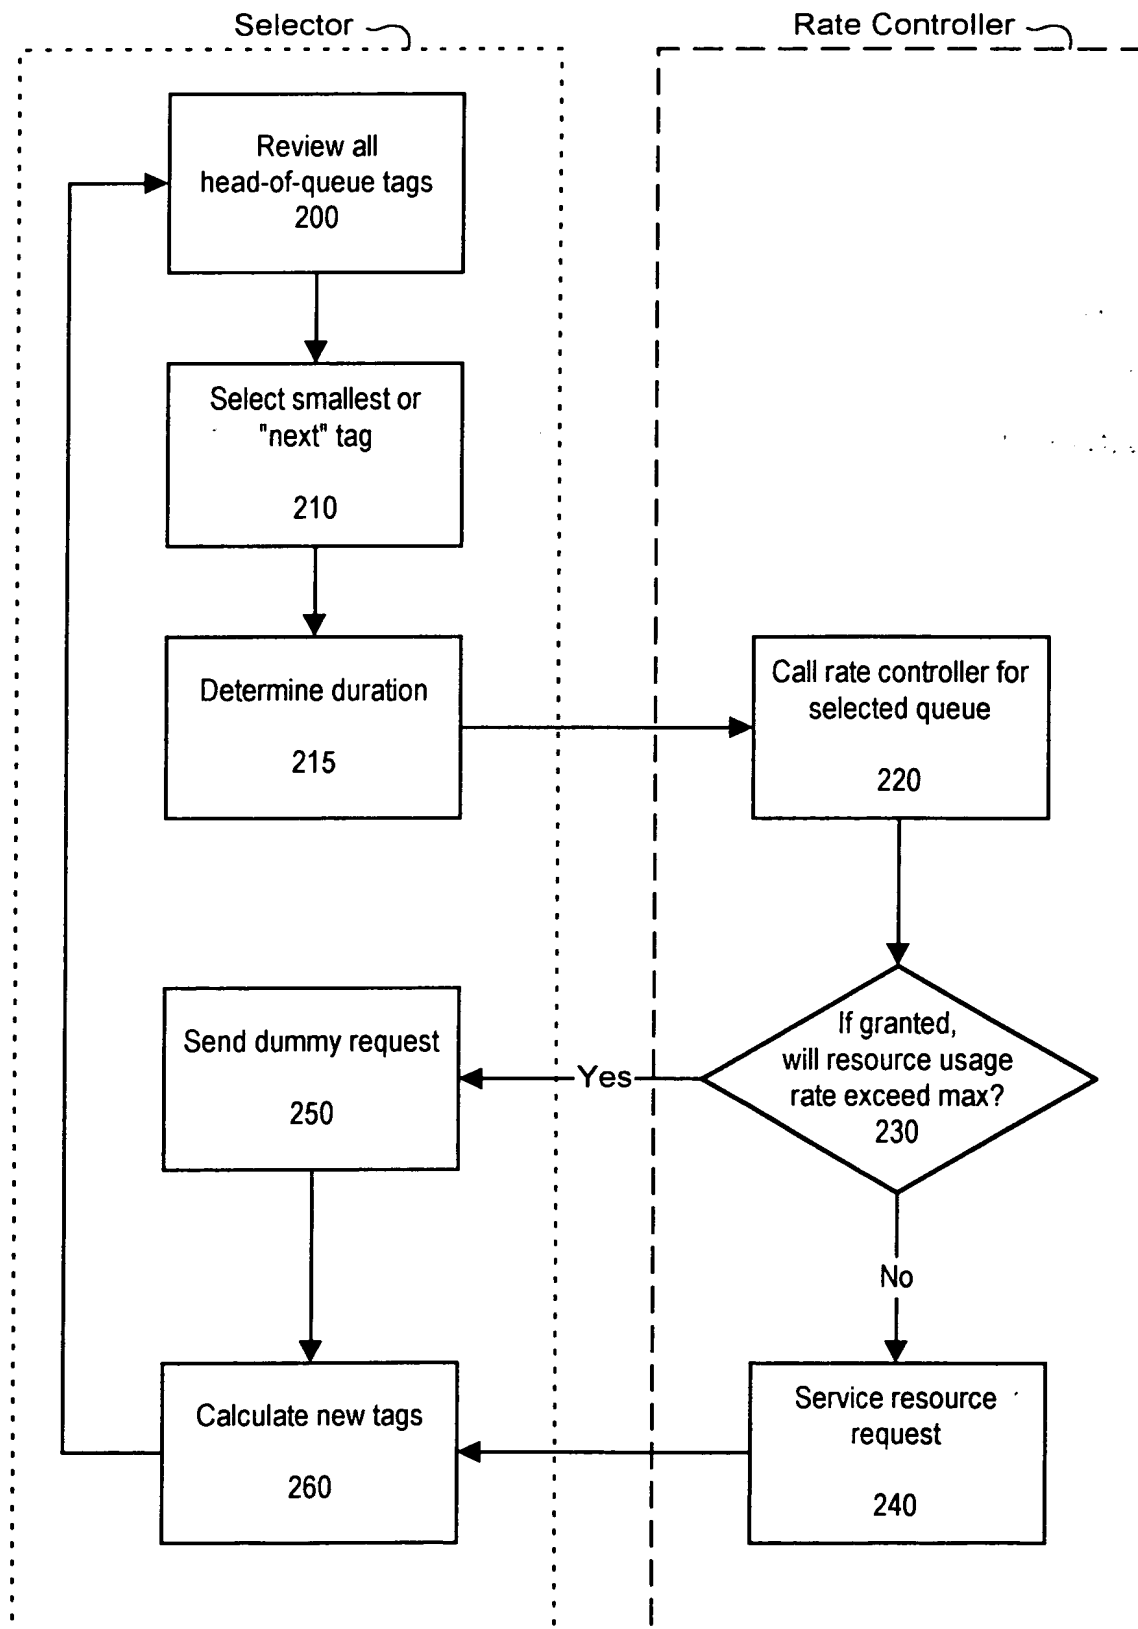 Selector
Rate Controller
Review all
head-of-queue tags
200
Select smallest or
"next" tag
210
Determine duration
215
Call rate controller for
selected queue
220
If granted,
will resource usage
rate exceed max?
230
Yes
Send dummy request
250
No
Service resource
request
240
Calculate new tags
260